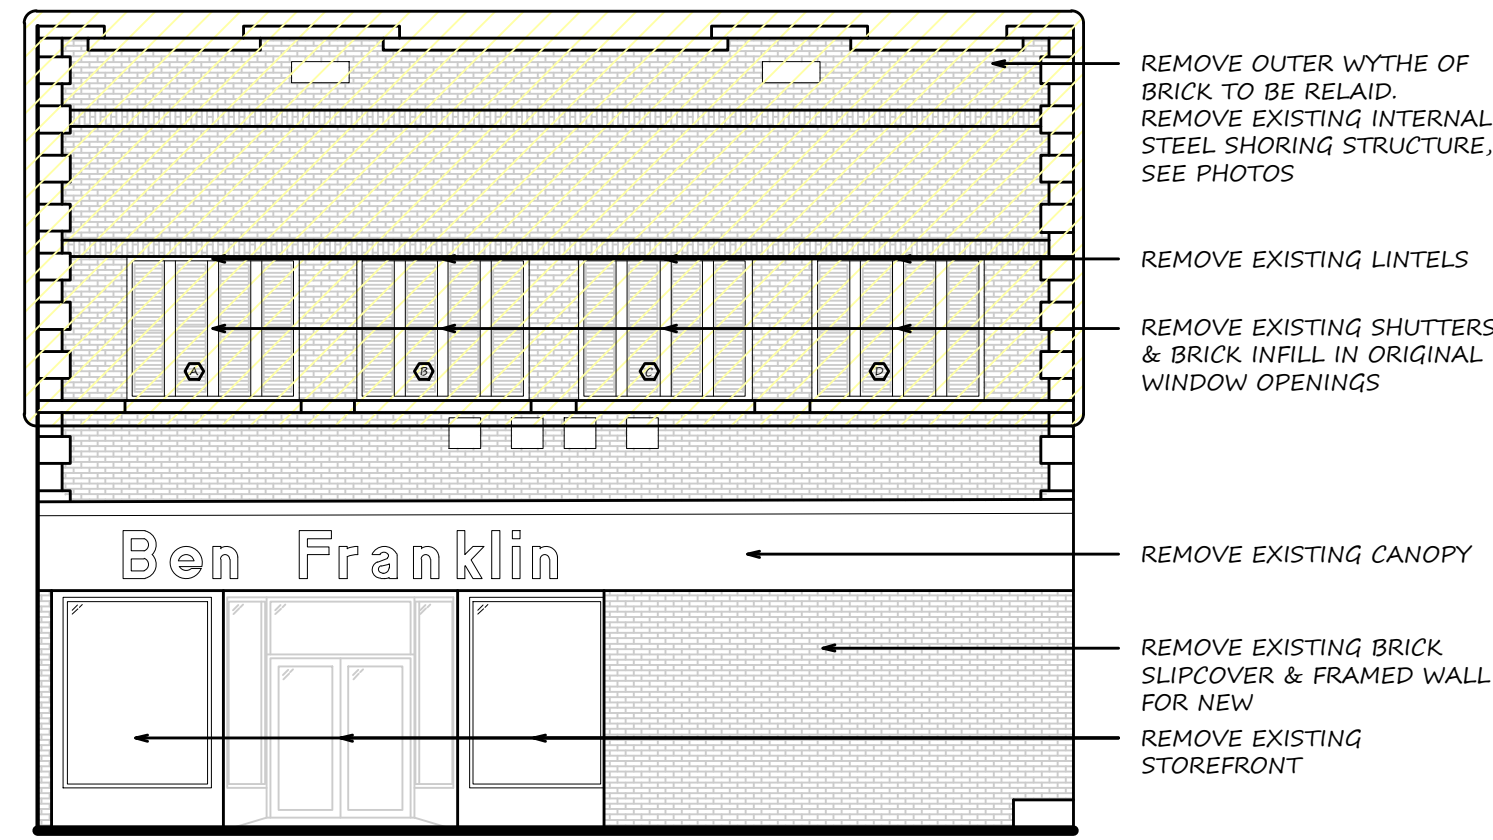 REMOVE OUTER WYTHE OF
BRICK TO BE RELAID.
REMOVE EXISTING INTERNAL
STEEL SHORING STRUCTURE,
SEE PHOTOS
REMOVE EXISTING LINTELS
REMOVE EXISTING SHUTTERS
& BRICK INFILL IN ORIGINAL
WINDOW OPENINGS
A B C D
Ben Franklin
REMOVE EXISTING CANOPY
REMOVE EXISTING BRICK
SLIPCOVER & FRAMED WALL
FOR NEW
REMOVE EXISTING
STOREFRONT